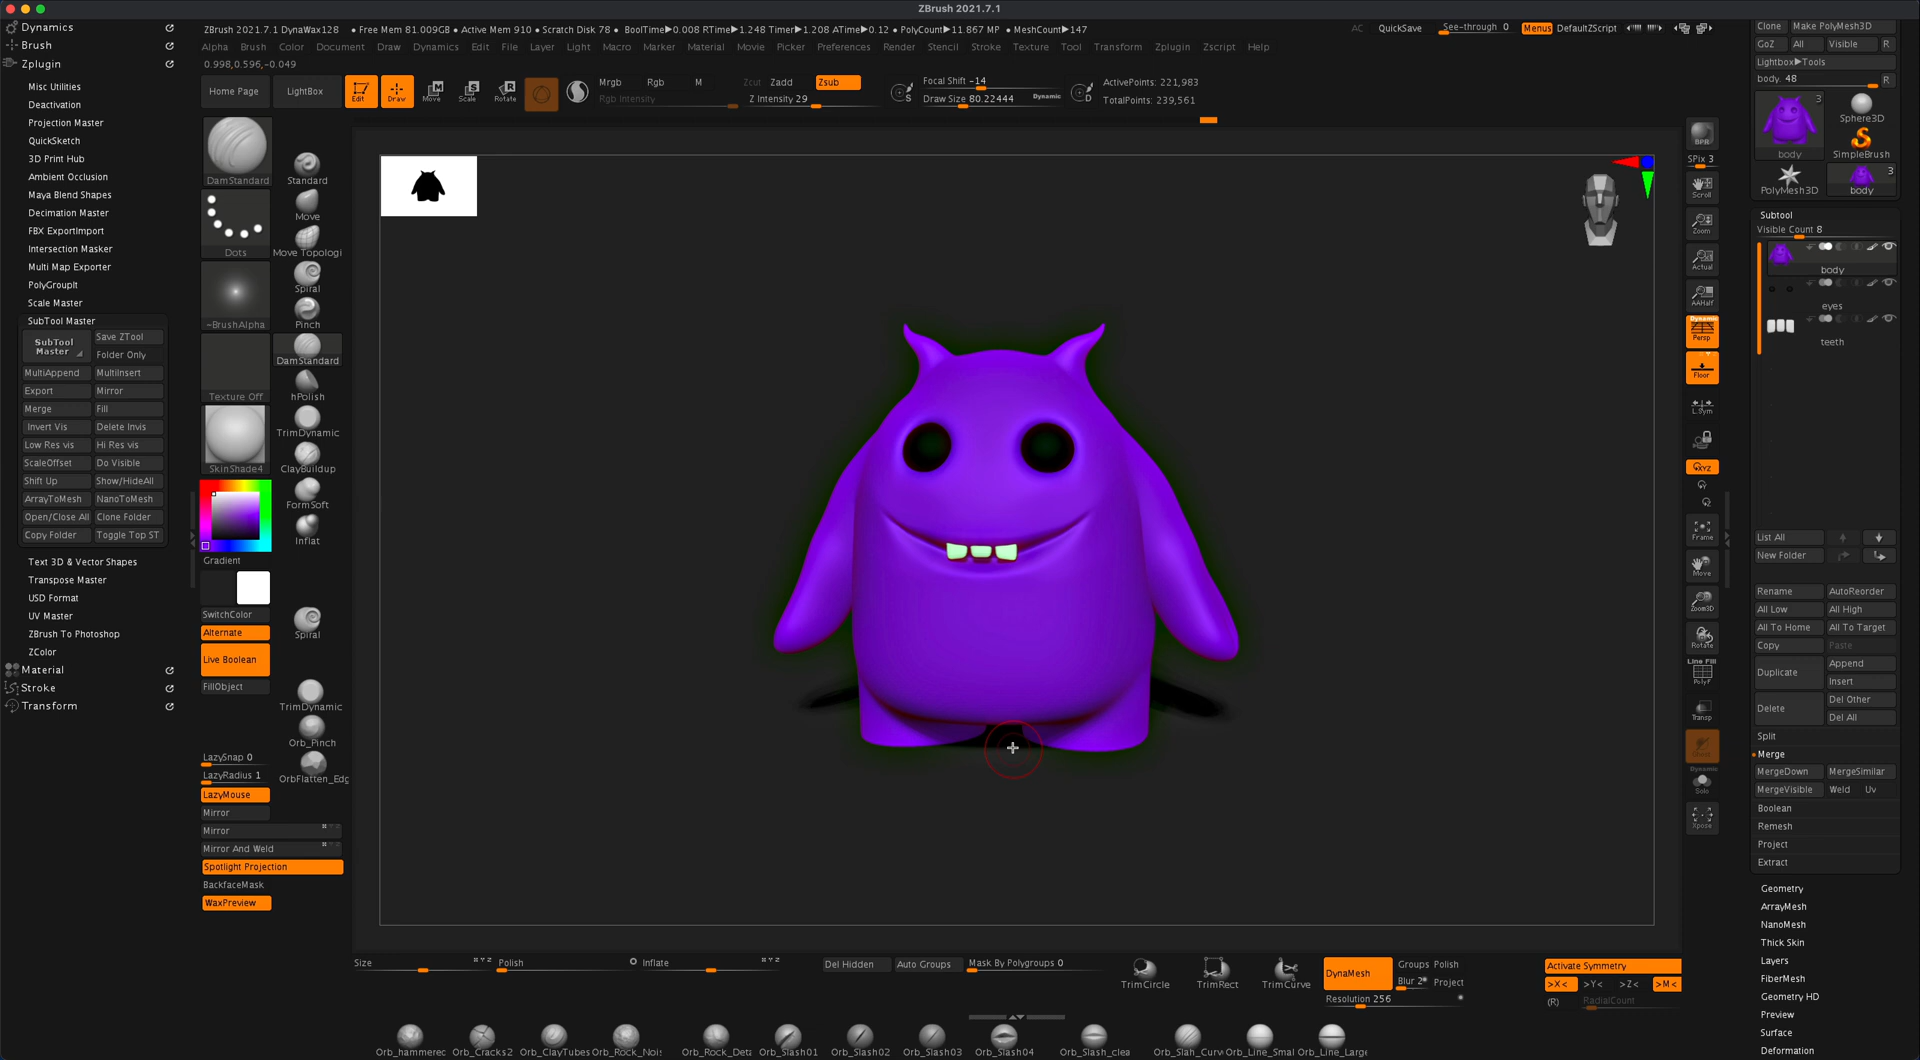 ZBrush 2021.7.1
Dynamics
Brush
Zplugin
Misc Utilities
Deactivation
Projection Master
QuickSketch
3D Print Hub
Ambient Occlusion
Maya Blend Shapes
Decimation Master
FBX ExportImport
Intersection Masker
Multi Map Exporter
PolyGroupIt
Scale Master
SubTool Master
SubTool Master
Save ZTool
Folder Only
MultiAppend MultiInsert
Export Mirror
Merge Fill
Invert Vis Delete Invis
Low Res vis Hi Res vis
ScaleOffset Do Visible
Shift Up Show/HideAll
ArrayToMesh NanoToMesh
Open/Close All Clone Folder
Copy Folder Toggle Top ST
Text 3D & Vector Shapes
Transpose Master
USD Format
UV Master
ZBrush To Photoshop
ZColor
Material
Stroke
Transform
ZBrush 2021.7.1 DynaWax128 • Free Mem 81.009GB • Active Mem 910 • Scratch Disk 78 • BoolTime▶0.008 RTime▶1.248 Timer▶1.208 ATime▶0.12 • PolyCount▶11.867 MP • MeshCount▶147
AC QuickSave See-through 0 Menus DefaultZScript
Alpha Brush Color Document Draw Dynamics Edit File Layer Light Macro Marker Material Movie Picker Preferences Render Stencil Stroke Texture Tool Transform Zplugin Zscript Help
0.998,0.596,-0.049
Home Page LightBox Edit Draw Move Scale Rotate
Mrgb Rgb M
Rgb Intensity
Zcut Zadd Zsub
Z Intensity 29
S
Focal Shift -14
Draw Size 80.22444 Dynamic
D
ActivePoints: 221,983
TotalPoints: 239,561
DamStandard
Dots
-BrushAlpha
Texture Off
SkinShade4
Gradient
SwitchColor
Alternate
Live Boolean
FillObject
LazySnap 0
LazyRadius 1
LazyMouse
Mirror
Mirror
Mirror And Weld
Spotlight Projection
BackfaceMask
WaxPreview
Standard
Move
Move Topologi
Spiral
Pinch
DamStandard
hPolish
TrimDynamic
ClayBuildup
FormSoft
Inflat
Spiral
TrimDynamic
Orb_Pinch
OrbFlatten_Edg
BPR
SPix 3
Scroll
Zoom
Actual
AAHalf
Dynamic
Persp
Floor
L.Sym
XYZ
Frame
Move
Zoom3D
Rotate
Line Fill
PolyF
Transp
Dynamic
Solo
Xpose
Clone Make PolyMesh3D
GoZ All Visible R
Lightbox▶Tools
body. 48 R
3
body
Sphere3D
SimpleBrush
PolyMesh3D
3
body
Subtool
Visible Count 8
body
eyes
teeth
List All
New Folder
Rename AutoReorder
All Low All High
All To Home All To Target
Copy Paste
Duplicate Append
Insert
Delete Del Other
Del All
Split
Merge
MergeDown MergeSimilar
MergeVisible Weld Uv
Boolean
Remesh
Project
Extract
Geometry
ArrayMesh
NanoMesh
Thick Skin
Layers
FiberMesh
Geometry HD
Preview
Surface
Deformation
Size Polish Inflate
Del Hidden Auto Groups Mask By Polygroups 0
TrimCircle TrimRect TrimCurve
DynaMesh
Groups Polish
Blur 2 Project
Resolution 256
Activate Symmetry
>X< >Y< >Z< >M<
(R) RadialCount
Orb_hammerec Orb_Cracks2 Orb_ClayTubes Orb_Rock_Nois Orb_Rock_Deta Orb_Slash01 Orb_Slash02 Orb_Slash03 Orb_Slash04 Orb_Slash_clea Orb_Slah_Curv Orb_Line_Smal Orb_Line_Large